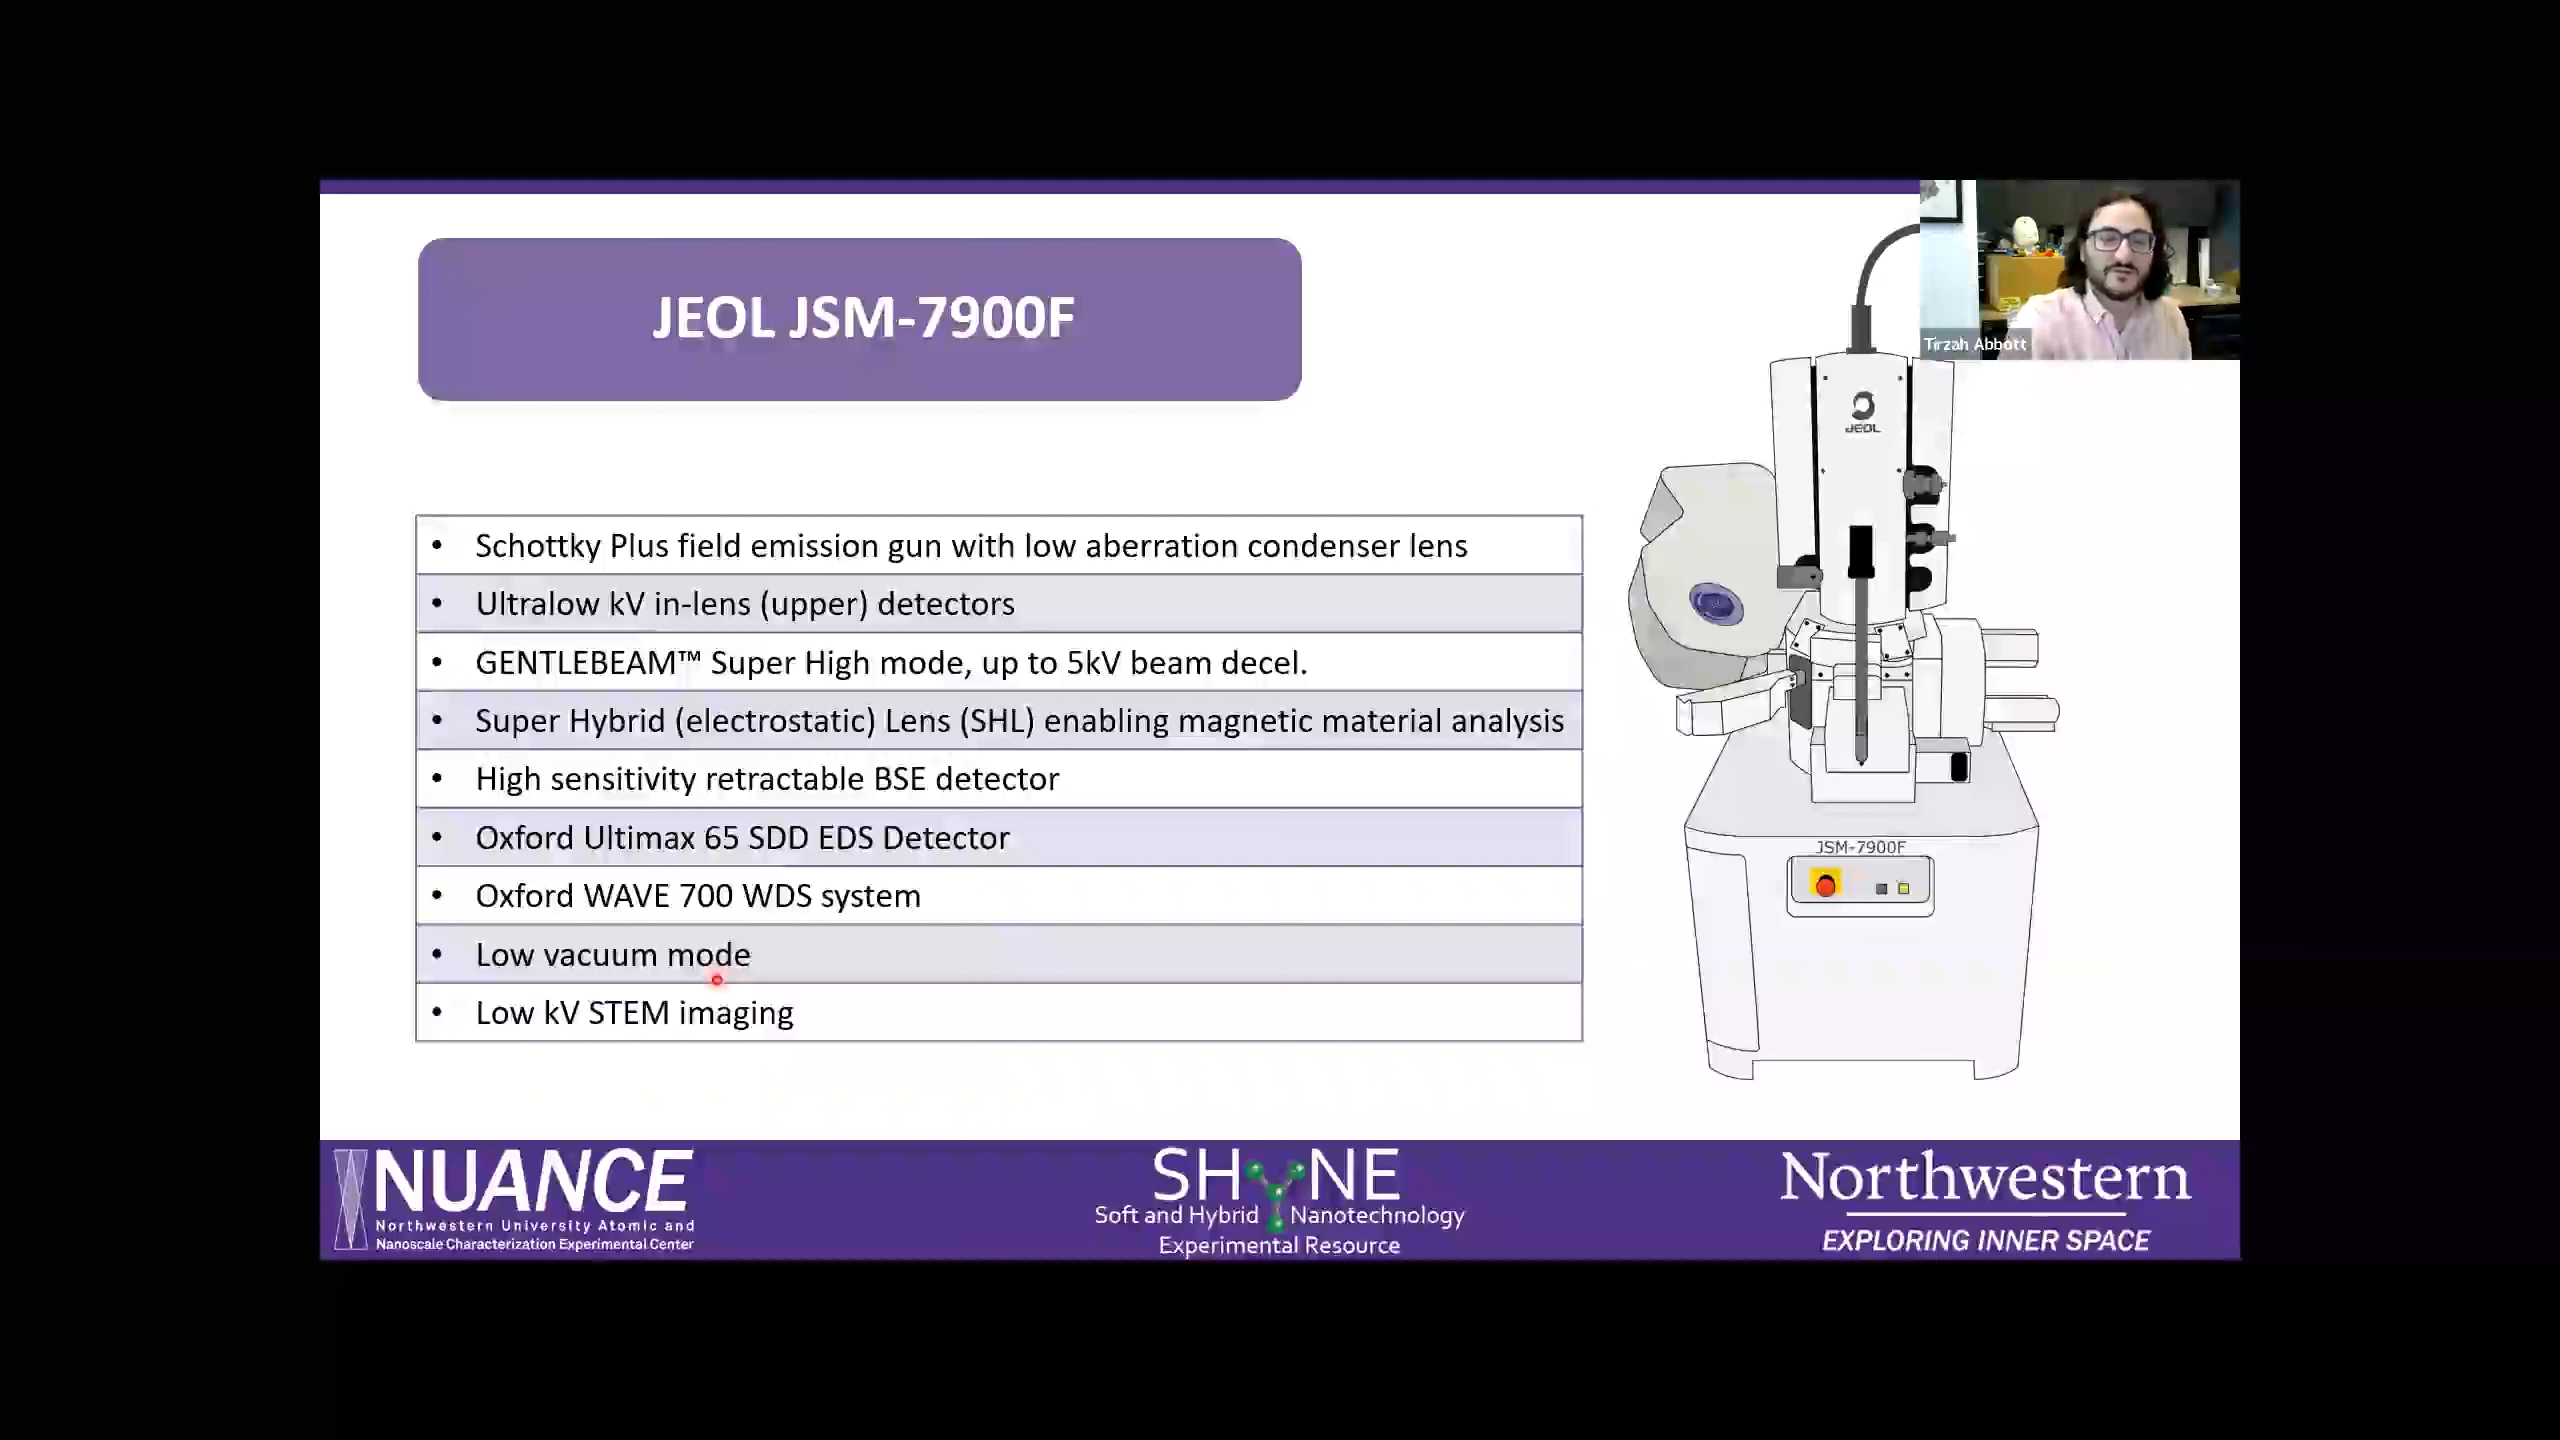 JEOL JSM-7900F
Tirzah Abbott
JEOL
• Schottky Plus field emission gun with low aberration condenser lens
• Ultralow kV in-lens (upper) detectors
• GENTLEBEAM™ Super High mode, up to 5kV beam decel.
• Super Hybrid (electrostatic) Lens (SHL) enabling magnetic material analysis
• High sensitivity retractable BSE detector
• Oxford Ultimax 65 SDD EDS Detector
• Oxford WAVE 700 WDS system
• Low vacuum mode
• Low kV STEM imaging
JSM-7900F
NUANCE
Northwestern University Atomic and
Nanoscale Characterization Experimental Center
SHYNE
Soft and Hybrid Nanotechnology
Experimental Resource
Northwestern
EXPLORING INNER SPACE